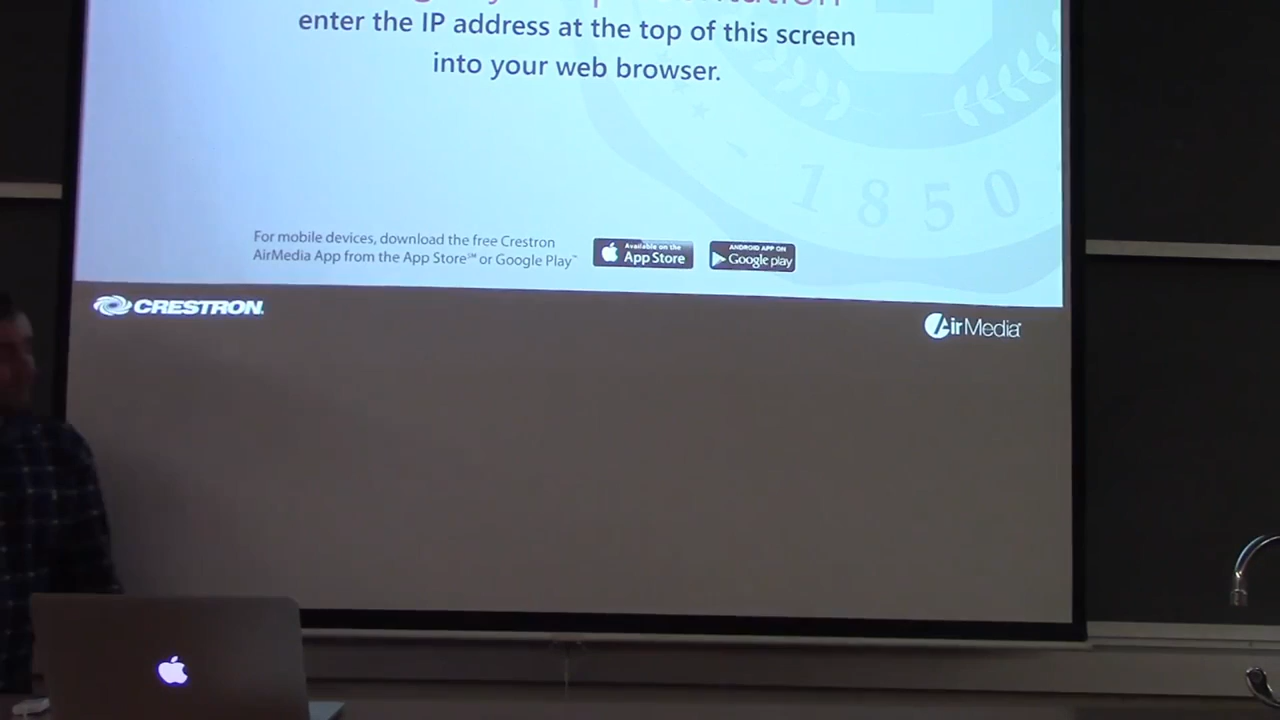 enter the IP address at the top of this screen
into your web browser.
1850
For mobile devices, download the free Crestron
AirMedia App from the App Store℠ or Google Play™
Available on the
App Store
ANDROID APP ON
Google play
CRESTRON
AirMedia